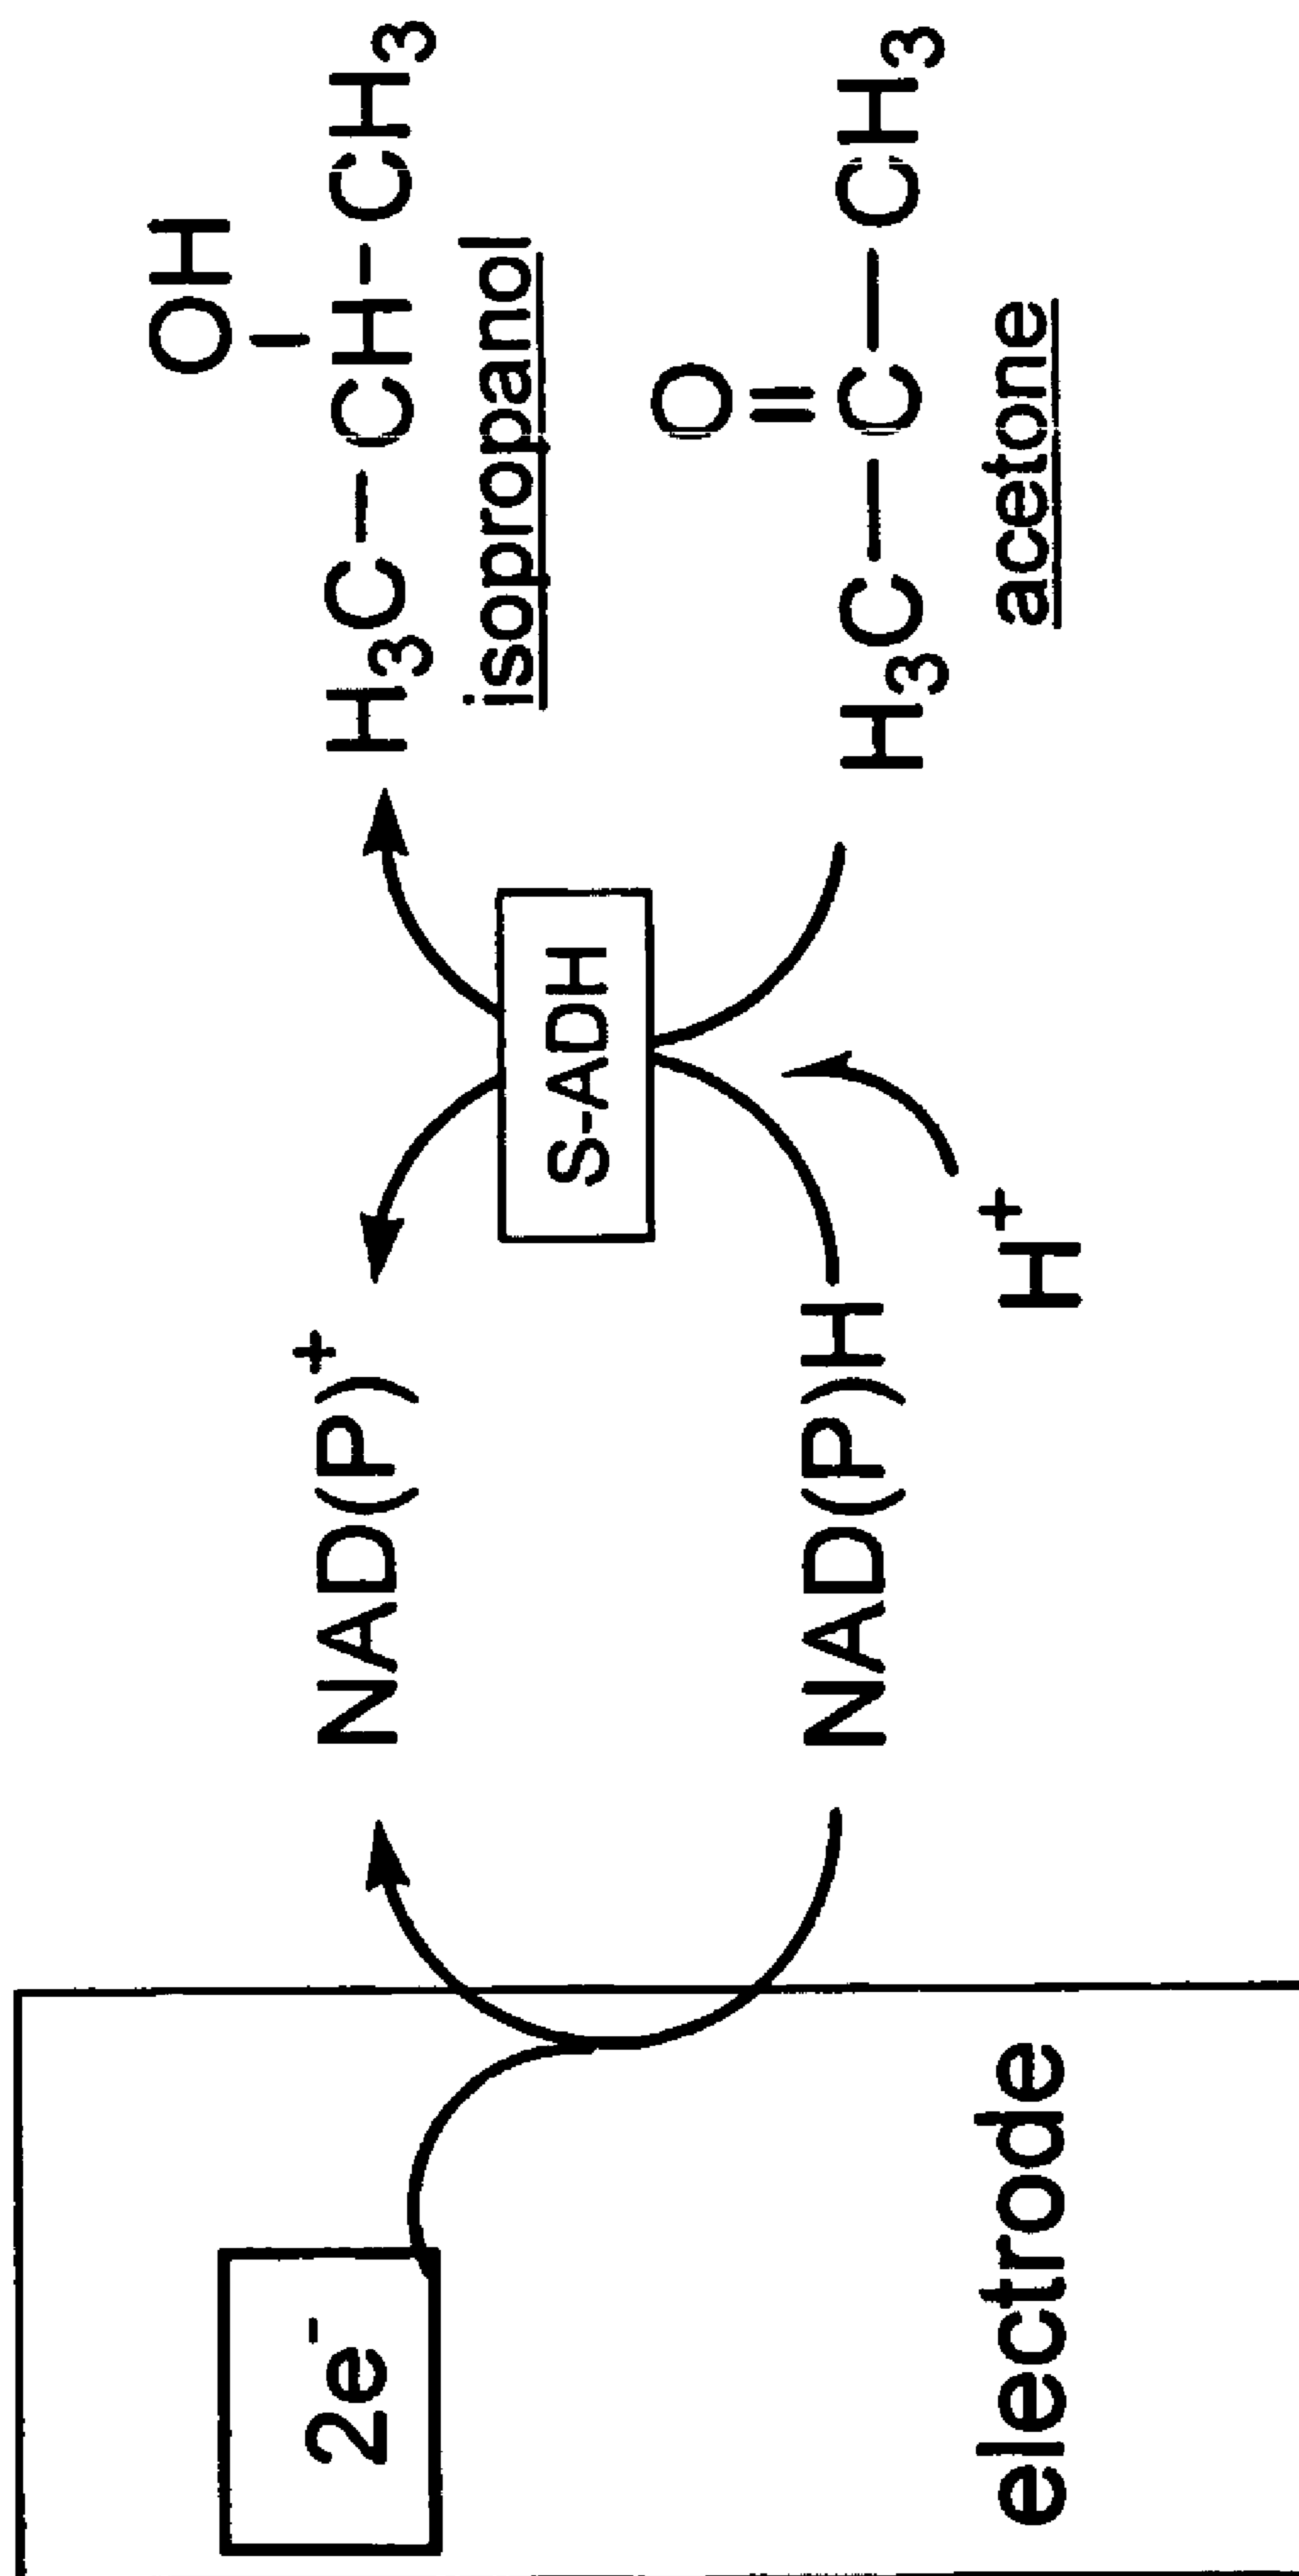 OH
H3C-CH-CH3
isopropanol
NAD(P)+
2e-
S-ADH
O
H3C-C-CH3
acetone
NAD(P)H
H+
electrode